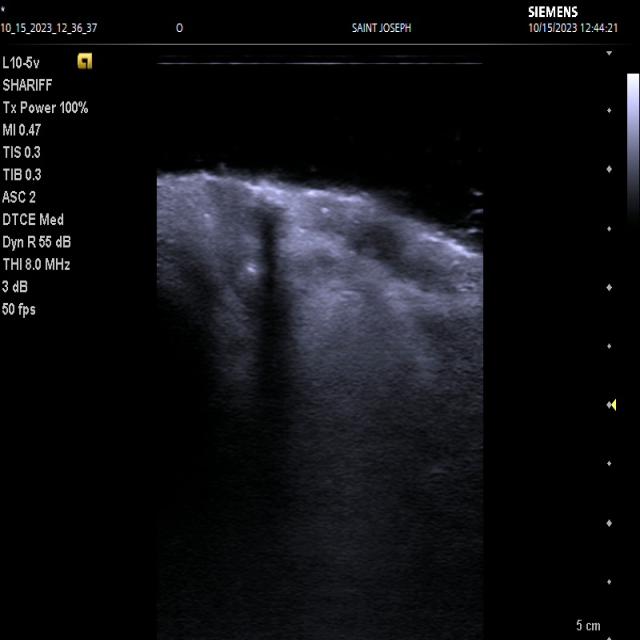 *
SIEMENS
10_15_2023_12_36_37 O SAINT JOSEPH 10/15/2023 12:44:21
L10-5v
SHARIFF
Tx Power 100%
MI 0.47
TIS 0.3
TIB 0.3
ASC 2
DTCE Med
Dyn R 55 dB
THI 8.0 MHz
3 dB
50 fps
5 cm